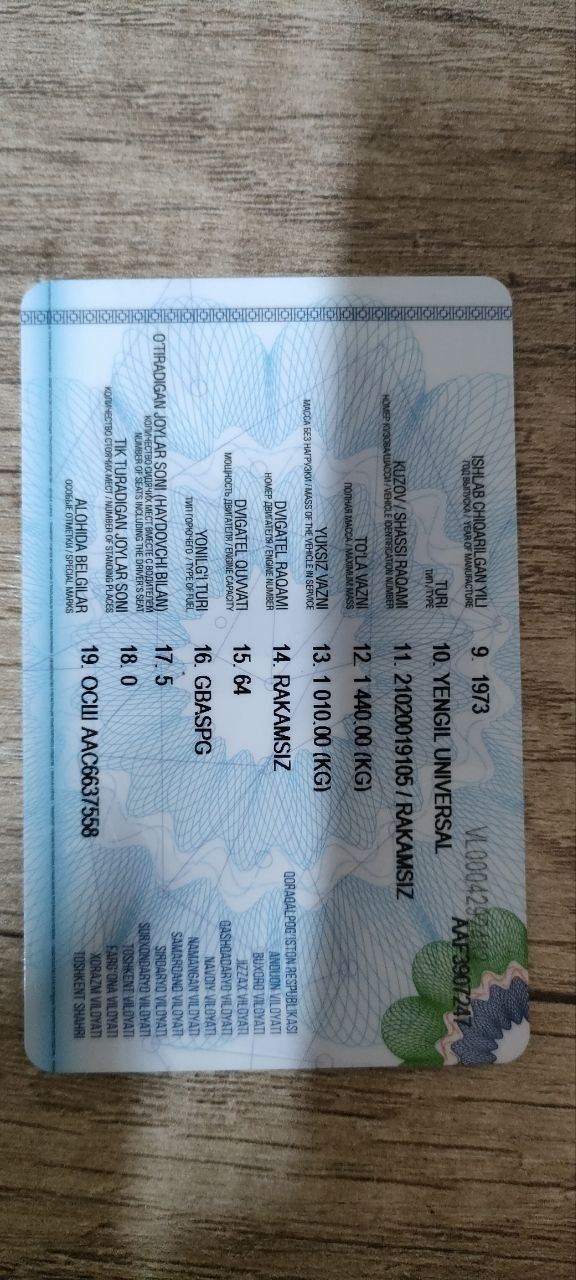 VL0004292412
AAF3907247
ISHLAB CHIQARILGAN YILI 9. 1973
ГОД ВЫПУСКА / YEAR OF MANUFACTURE
TURI 10. YENGIL UNIVERSAL
ТИП / TYPE
KUZOV / SHASSI RAQAMI 11. 21020019105 / RAKAMSIZ
НОМЕР КУЗОВА/ШАССИ / VEHICLE IDENTIFICATION NUMBER
TO'LA VAZNI 12. 1 440.00 (KG)
ПОЛНАЯ МАССА / MAXIMUM MASS
YUKSIZ VAZNI 13. 1 010.00 (KG)
МАССА БЕЗ НАГРУЗКИ / MASS OF THE VEHICLE IN SERVICE
DVIGATEL RAQAMI 14. RAKAMSIZ
НОМЕР ДВИГАТЕЛЯ / ENGINE NUMBER
DVIGATEL QUVVATI 15. 64
МОЩНОСТЬ ДВИГАТЕЛЯ / ENGINE CAPACITY
YONILG'I TURI 16. GBASPG
ТИП ГОРЮЧЕГО / TYPE OF FUEL
O'TIRADIGAN JOYLAR SONI (HAYDOVCHI BILAN) 17. 5
КОЛИЧЕСТВО СИДЯЧИХ МЕСТ ВМЕСТЕ С ВОДИТЕЛЕМ
NUMBER OF SEATS INCLUDING THE DRIVER'S SEAT
TIK TURADIGAN JOYLAR SONI 18. 0
КОЛИЧЕСТВО СТОЯЧИХ МЕСТ / NUMBER OF STANDING PLACES
ALOHIDA BELGILAR 19. ОСШ ААС6637558
ОСОБЫЕ ОТМЕТКИ / SPECIAL MARKS
QORAQALPOG'ISTON RESPUBLIKASI
ANDIJON VILOYATI
BUXORO VILOYATI
JIZZAX VILOYATI
QASHQADARYO VILOYATI
NAVOIY VILOYATI
NAMANGAN VILOYATI
SAMARQAND VILOYATI
SIRDARYO VILOYATI
SURXONDARYO VILOYATI
TOSHKENT VILOYATI
FARG'ONA VILOYATI
XORAZM VILOYATI
TOSHKENT SHAHRI